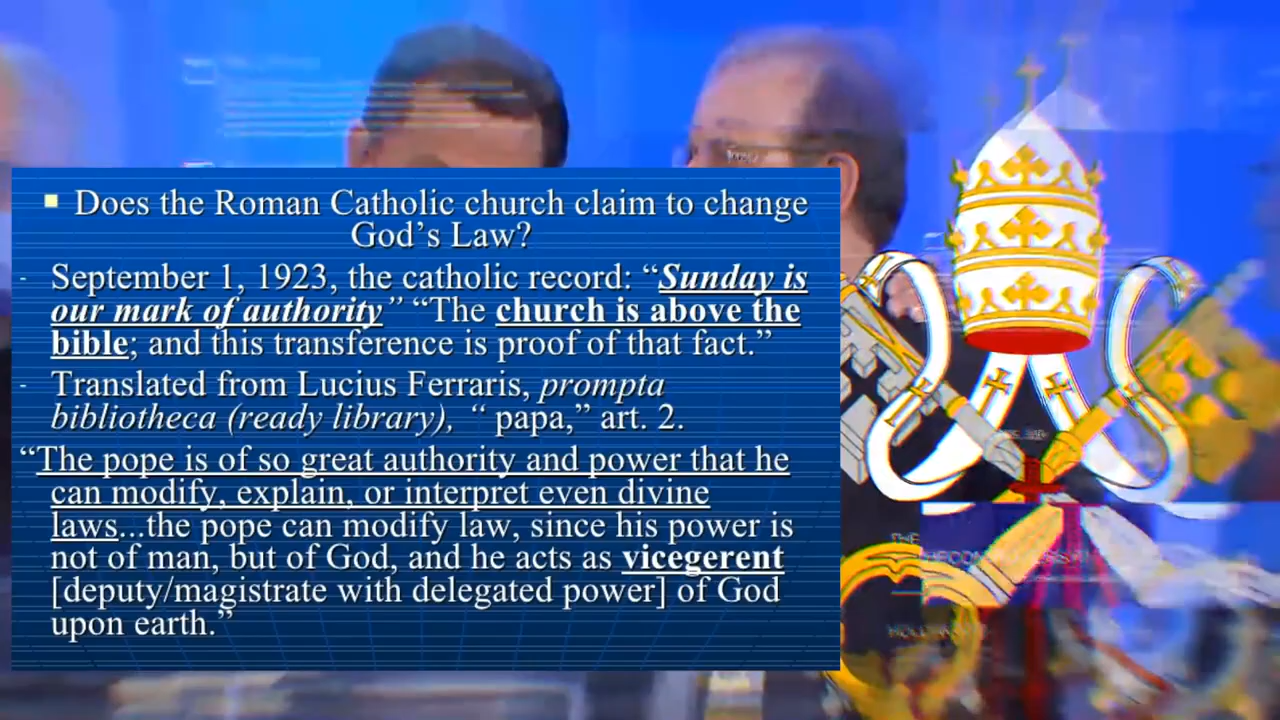 ▪ Does the Roman Catholic church claim to change
God’s Law?
- September 1, 1923, the catholic record: “Sunday is
our mark of authority” “The church is above the
bible; and this transference is proof of that fact.”
- Translated from Lucius Ferraris, prompta
bibliotheca (ready library), “ papa,” art. 2.
“The pope is of so great authority and power that he
can modify, explain, or interpret even divine
laws...the pope can modify law, since his power is
not of man, but of God, and he acts as vicegerent
[deputy/magistrate with delegated power] of God
upon earth.”
THE